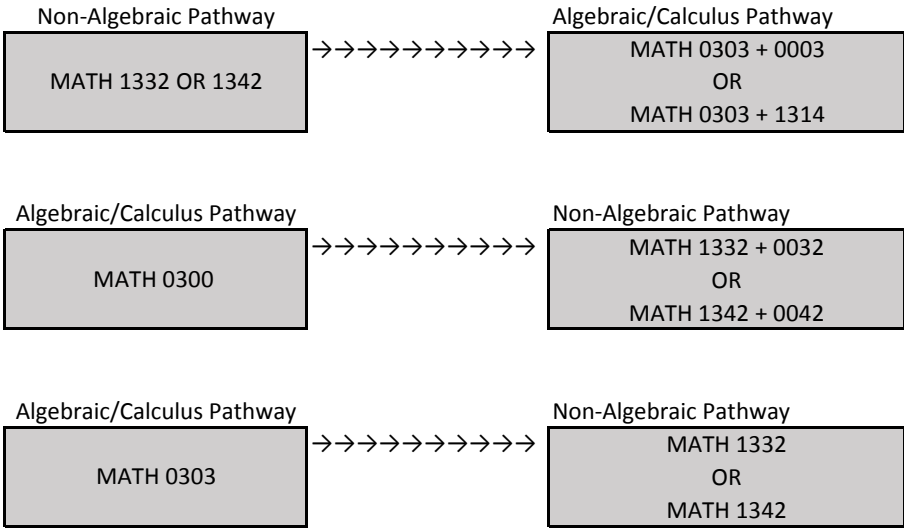 Non-Algebraic Pathway
Algebraic/Calculus Pathway
MATH 1332 OR 1342
→→→→→→→→→→
MATH 0303 + 0003
OR
MATH 0303 + 1314
Algebraic/Calculus Pathway
Non-Algebraic Pathway
MATH 0300
→→→→→→→→→→
MATH 1332 + 0032
OR
MATH 1342 + 0042
Algebraic/Calculus Pathway
Non-Algebraic Pathway
MATH 0303
→→→→→→→→→→
MATH 1332
OR
MATH 1342